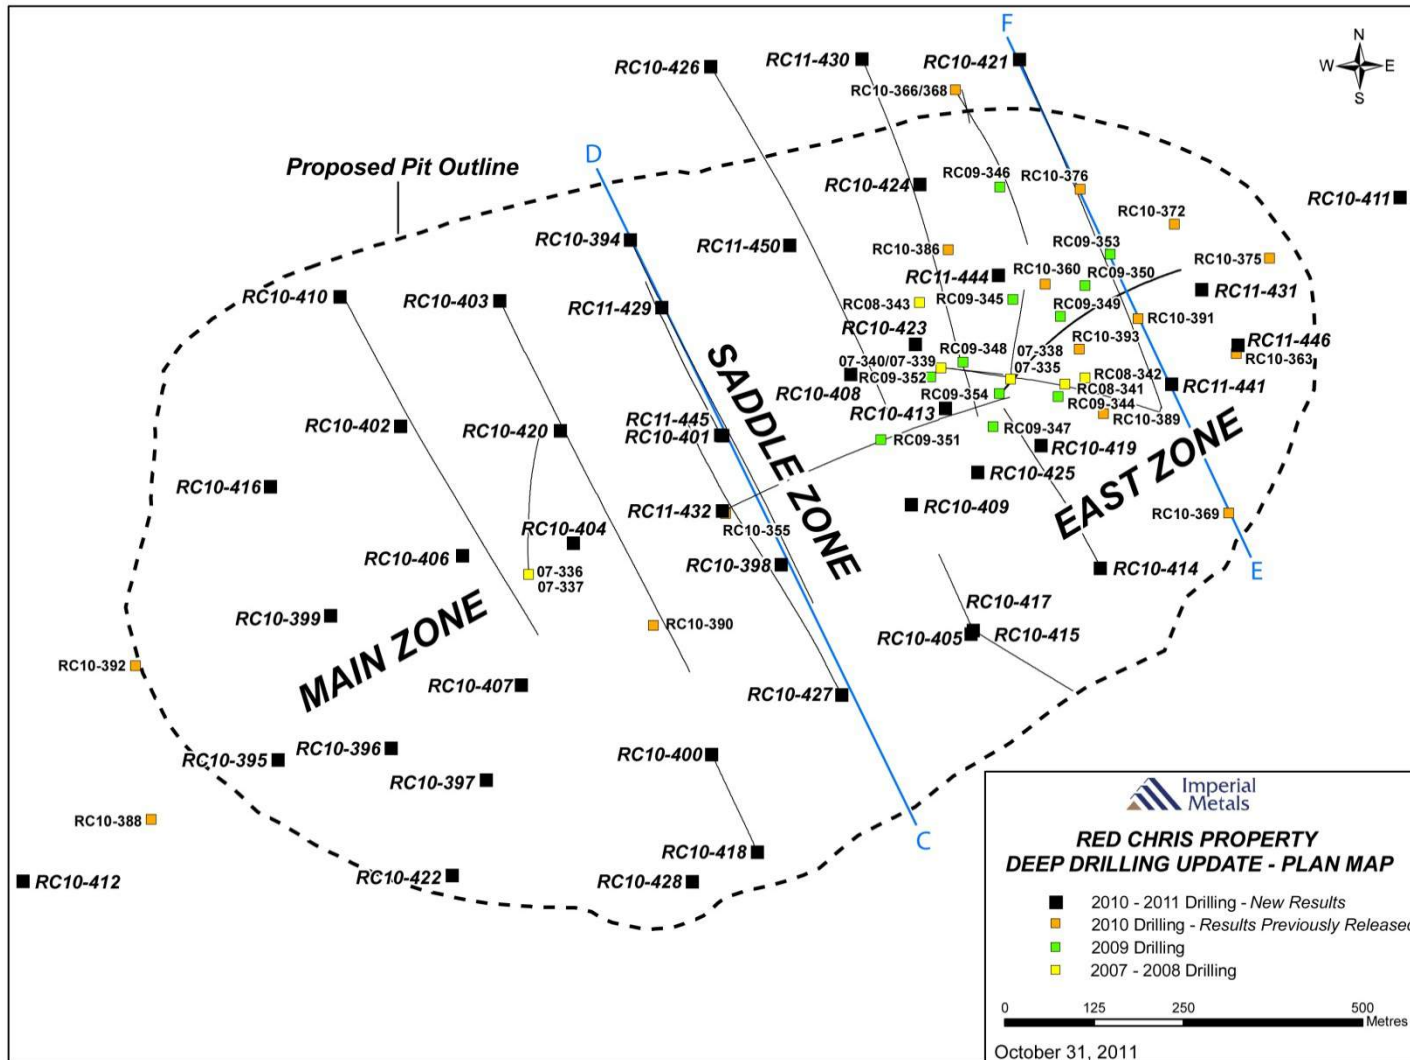 F
N
W E
S
RC10-426
RC11-430
RC10-421
RC10-366/368
D
Proposed Pit Outline
RC10-424
RC09-346
RC10-376
RC10-411
RC10-372
RC10-394
RC11-450
RC10-386
RC09-353
RC10-375
RC11-444
RC10-360
RC09-350
RC11-431
RC10-410
RC10-403
RC11-429
RC08-343
RC09-345
RC09-349
RC10-391
RC10-423
RC10-393
RC11-446
RC10-363
SADDLE ZONE
RC09-348
07-338
07-340/07-339
07-335
RC09-352
RC08-342
RC11-441
RC10-408
RC08-341
RC09-354
RC09-344
RC10-413
RC10-389
RC11-445
RC10-401
RC10-402
RC10-420
RC09-351
RC09-347
RC10-419
RC10-425
EAST ZONE
RC10-416
RC10-409
RC11-432
RC10-355
RC10-369
RC10-404
RC10-406
RC10-398
RC10-414
E
07-336
07-337
RC10-399
RC10-417
RC10-390
RC10-405
RC10-415
MAIN ZONE
RC10-392
RC10-407
RC10-427
RC10-396
RC10-400
RC10-395
RC10-397
RC10-388
C
RC10-418
RC10-412
RC10-422
RC10-428
Imperial
Metals
RED CHRIS PROPERTY
DEEP DRILLING UPDATE - PLAN MAP
2010 - 2011 Drilling - New Results
2010 Drilling - Results Previously Released
2009 Drilling
2007 - 2008 Drilling
0 125 250 500
Metres
October 31, 2011